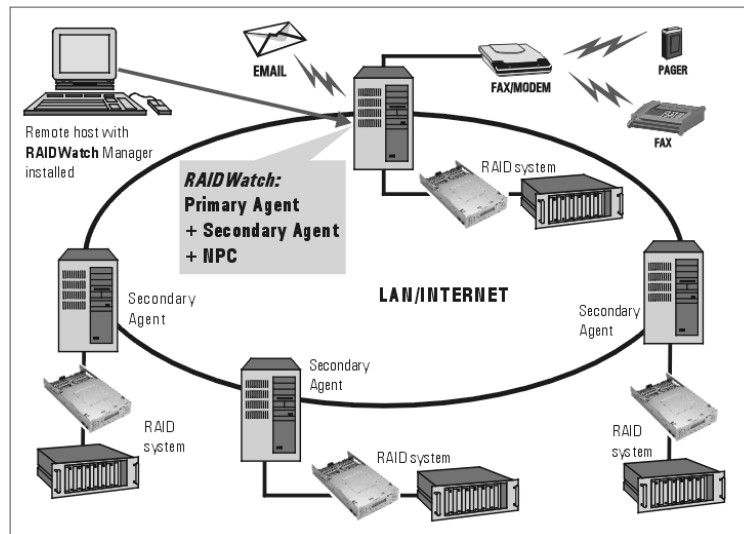 EMAIL
FAX/MODEM
PAGER
FAX
Remote host with
RAIDWatch Manager
installed
RAIDWatch:
Primary Agent
+ Secondary Agent
+ NPC
RAID system
LAN/INTERNET
Secondary
Agent
Secondary
Agent
Secondary
Agent
RAID
system
RAID system
RAID
system